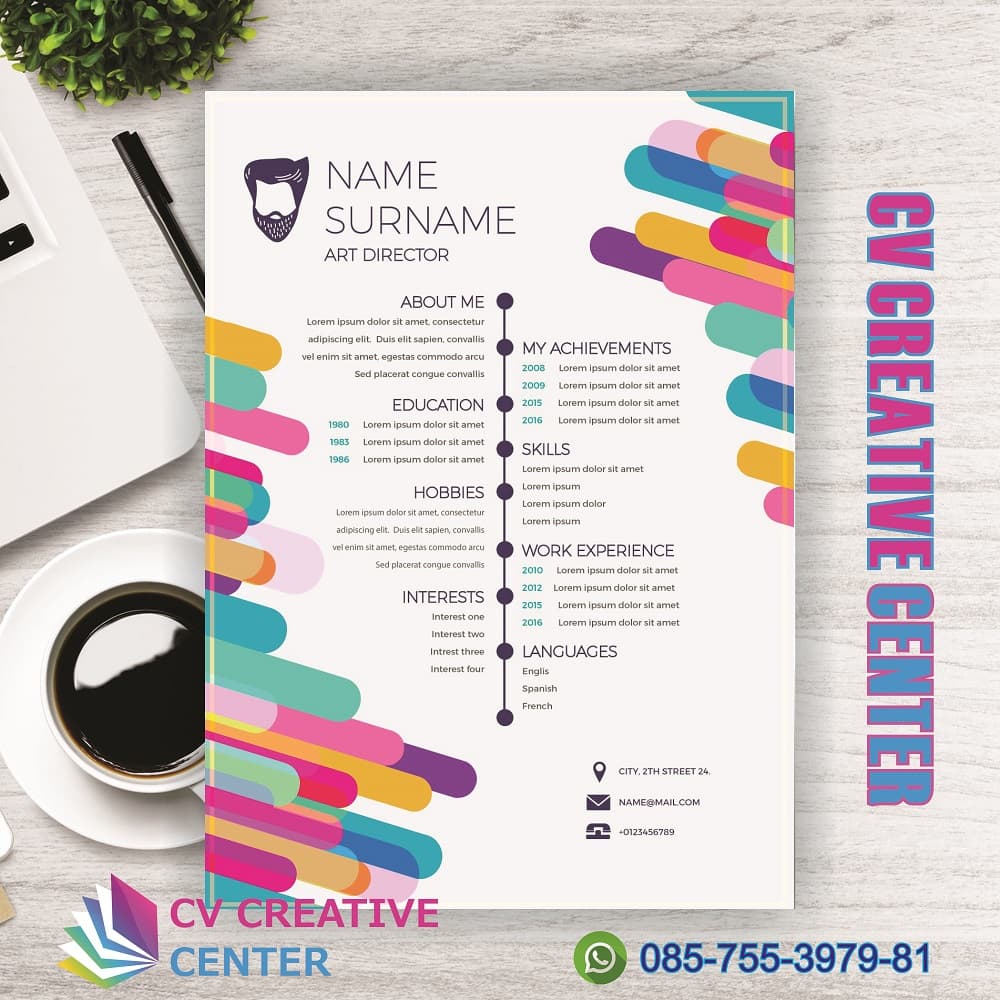 NAME
SURNAME
ART DIRECTOR
ABOUT ME
Lorem ipsum dolor sit amet, consectetur
adipiscing elit. Duis elit sapien, convallis
vel enim sit amet, egestas commodo arcu
Sed placerat congue convallis
EDUCATION
1980 Lorem ipsum dolor sit amet
1983 Lorem ipsum dolor sit amet
1986 Lorem ipsum dolor sit amet
HOBBIES
Lorem ipsum dolor sit amet, consectetur
adipiscing elit. Duis elit sapien, convallis
vel enim sit amet, egestas commodo arcu
Sed placerat congue convallis
INTERESTS
Interest one
Interest two
Intrest three
Interest four
MY ACHIEVEMENTS
2008 Lorem ipsum dolor sit amet
2009 Lorem ipsum dolor sit amet
2015 Lorem ipsum dolor sit amet
2016 Lorem ipsum dolor sit amet
SKILLS
Lorem ipsum dolor sit amet
Lorem ipsum
Lorem ipsum dolor
Lorem ipsum
WORK EXPERIENCE
2010 Lorem ipsum dolor sit amet
2012 Lorem ipsum dolor sit amet
2015 Lorem ipsum dolor sit amet
2016 Lorem ipsum dolor sit amet
LANGUAGES
Englis
Spanish
French
CITY, 2TH STREET 24.
NAME@MAIL.COM
+0123456789
CV CREATIVE CENTER
CV CREATIVE
CENTER
085-755-3979-81